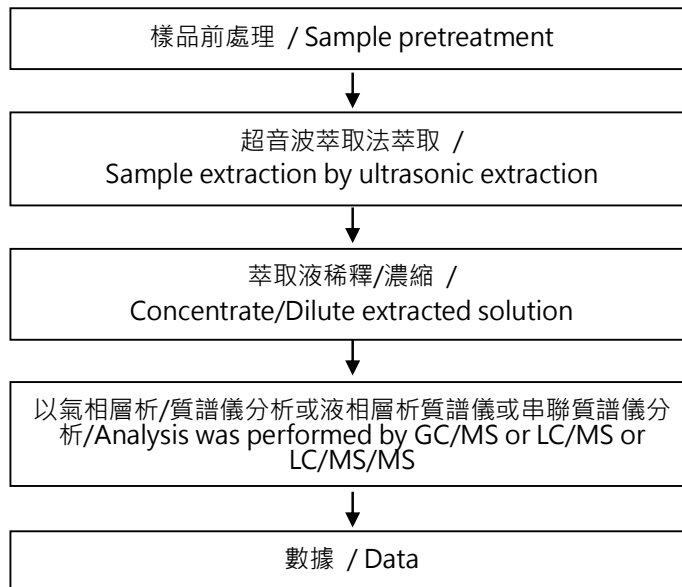 樣品前處理 / Sample pretreatment
超音波萃取法萃取 /
Sample extraction by ultrasonic extraction
萃取液稀釋/濃縮 /
Concentrate/Dilute extracted solution
以氣相層析/質譜儀分析或液相層析質譜儀或串聯質譜儀分
析/Analysis was performed by GC/MS or LC/MS or
LC/MS/MS
數據 / Data